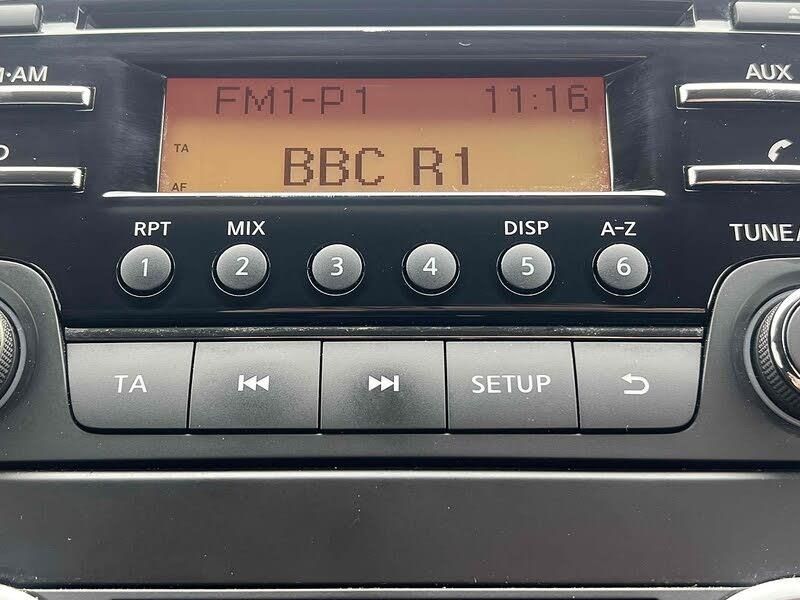 M·AM
AUX
FM1-P1 11:16
TA
BBC R1
AF
RPT MIX DISP A-Z
TUNE/
1 2 3 4 5 6
TA SETUP